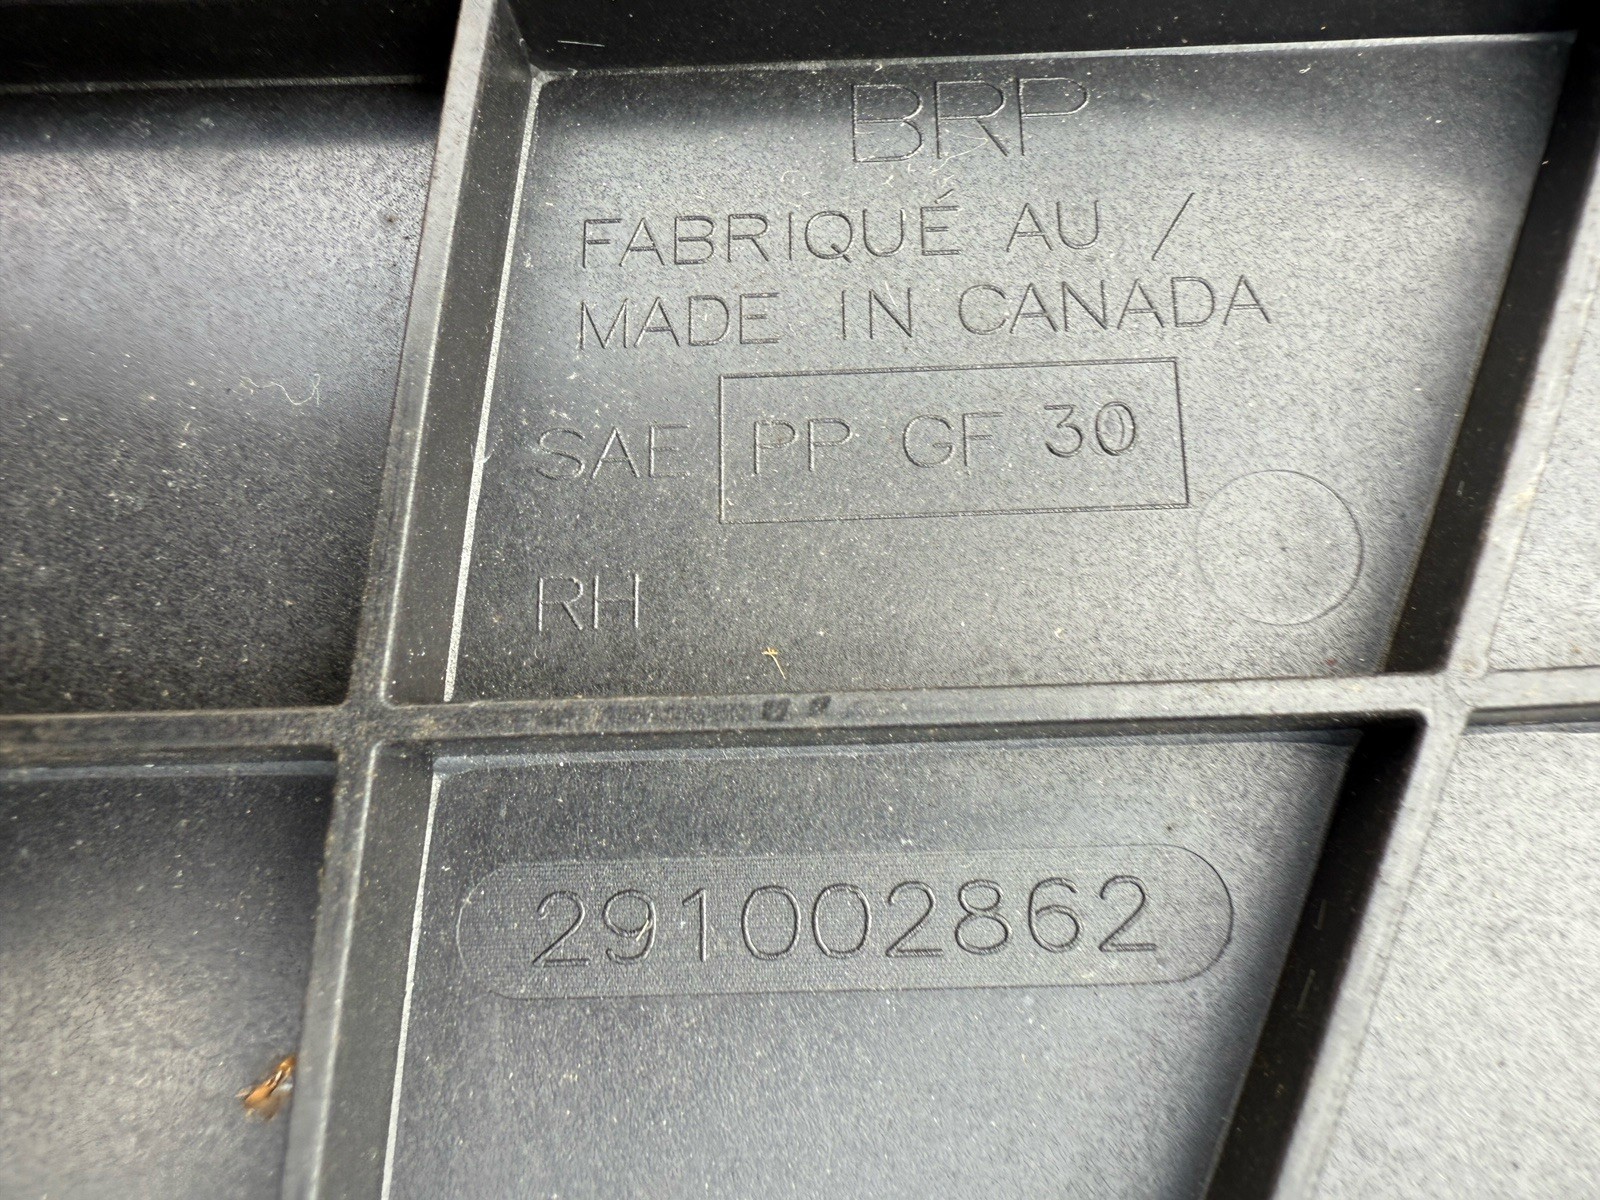 BRP
FABRIQUÉ AU /
MADE IN CANADA
SAE PP GF 30
RH
291002862